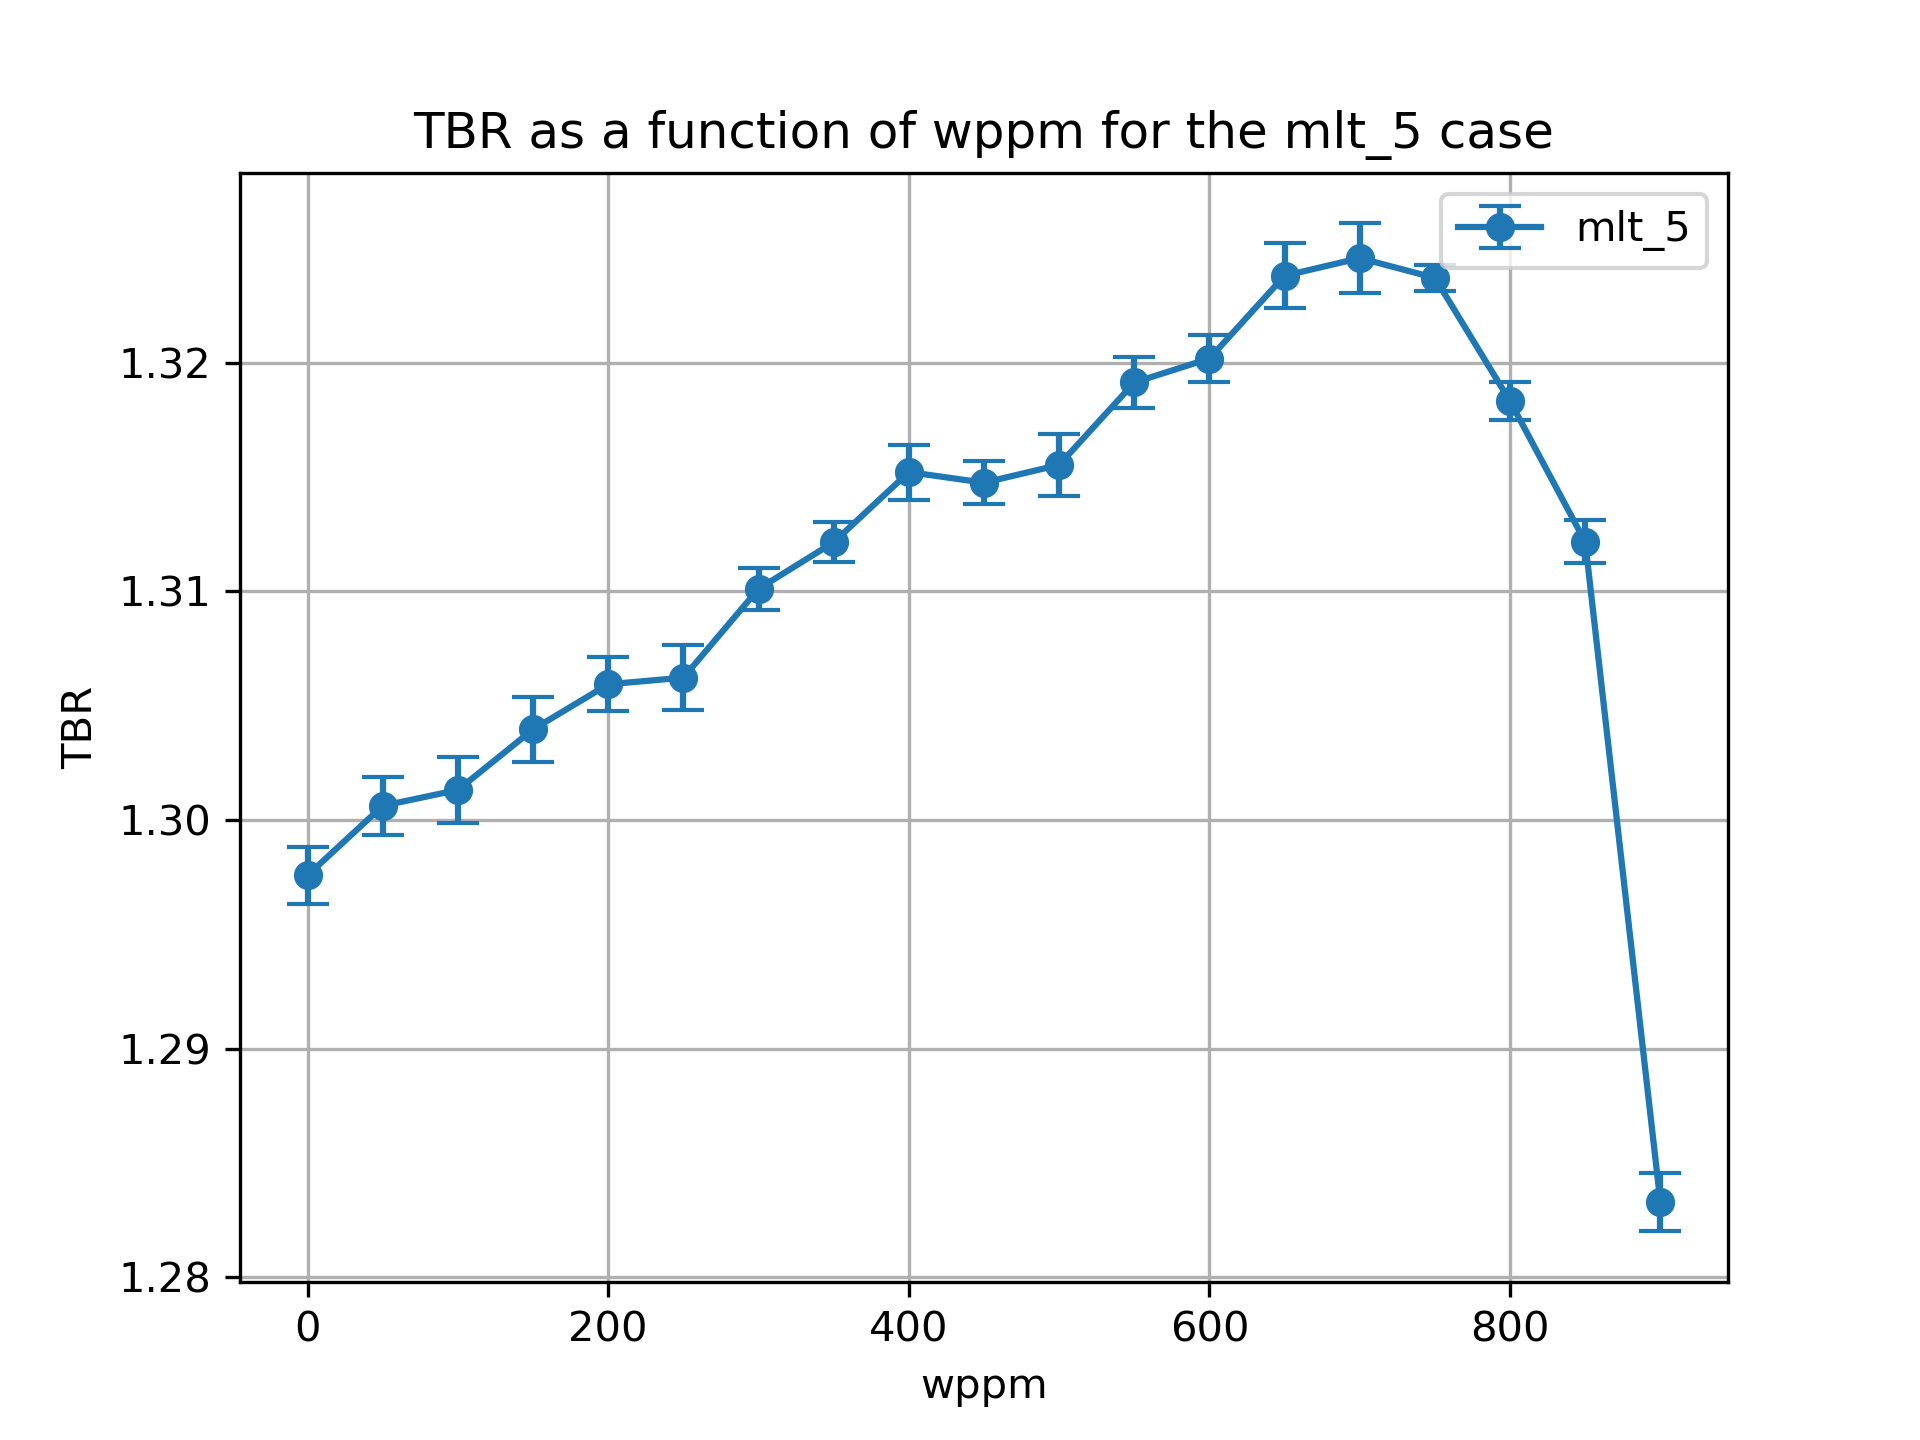 TBR as a function of wppm for the mlt_5 case
mlt_5
TBR
1.32
1.31
1.30
1.29
1.28
0 200 400 600 800
wppm